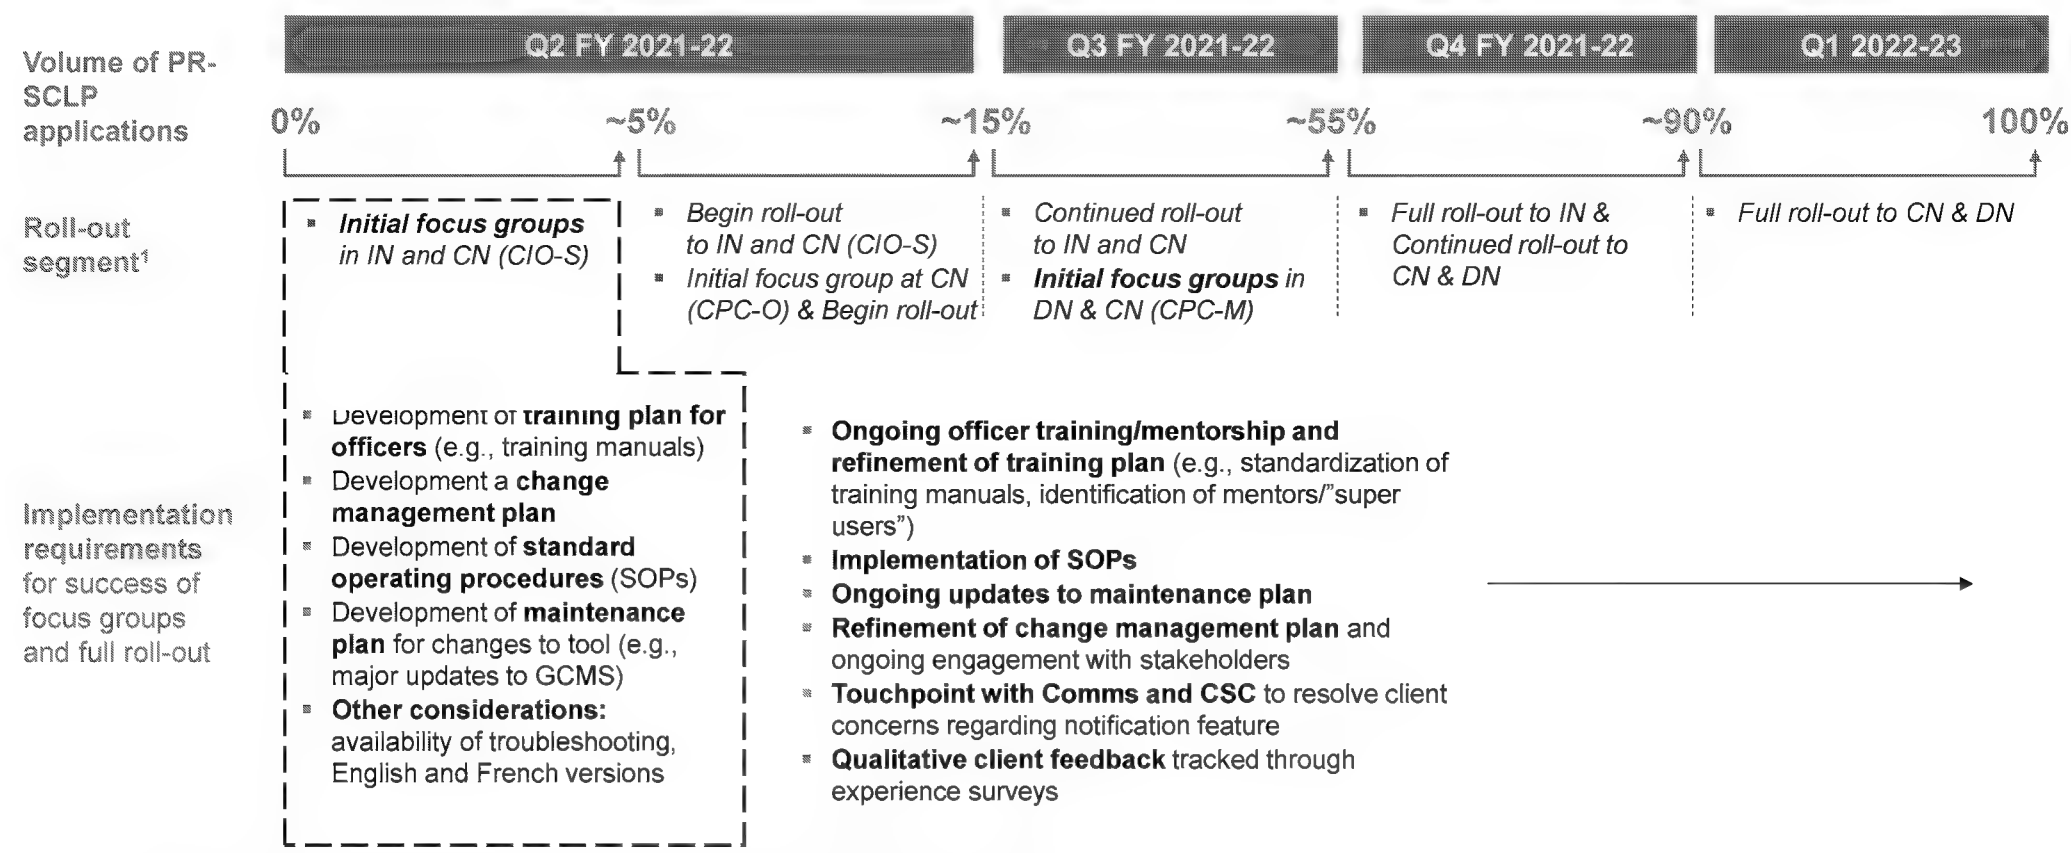 Q2 FY 2021-22
Q3 FY 2021-22
Q4 FY 2021-22
Q1 2022-23
Volume of PR-
SCLP
applications
0%
~5%
~15%
~55%
~90%
100%
Roll-out
segment¹
▪ Initial focus groups
in IN and CN (CIO-S)
▪ Begin roll-out
to IN and CN (CIO-S)
▪ Initial focus group at CN
(CPC-O) & Begin roll-out
▪ Continued roll-out
to IN and CN
▪ Initial focus groups in
DN & CN (CPC-M)
▪ Full roll-out to IN &
Continued roll-out to
CN & DN
▪ Full roll-out to CN & DN
Implementation
requirements
for success of
focus groups
and full roll-out
▪ Development of training plan for
officers (e.g., training manuals)
▪ Development a change
management plan
▪ Development of standard
operating procedures (SOPs)
▪ Development of maintenance
plan for changes to tool (e.g.,
major updates to GCMS)
▪ Other considerations:
availability of troubleshooting,
English and French versions
▪ Ongoing officer training/mentorship and
refinement of training plan (e.g., standardization of
training manuals, identification of mentors/”super
users”)
▪ Implementation of SOPs
▪ Ongoing updates to maintenance plan
▪ Refinement of change management plan and
ongoing engagement with stakeholders
▪ Touchpoint with Comms and CSC to resolve client
concerns regarding notification feature
▪ Qualitative client feedback tracked through
experience surveys